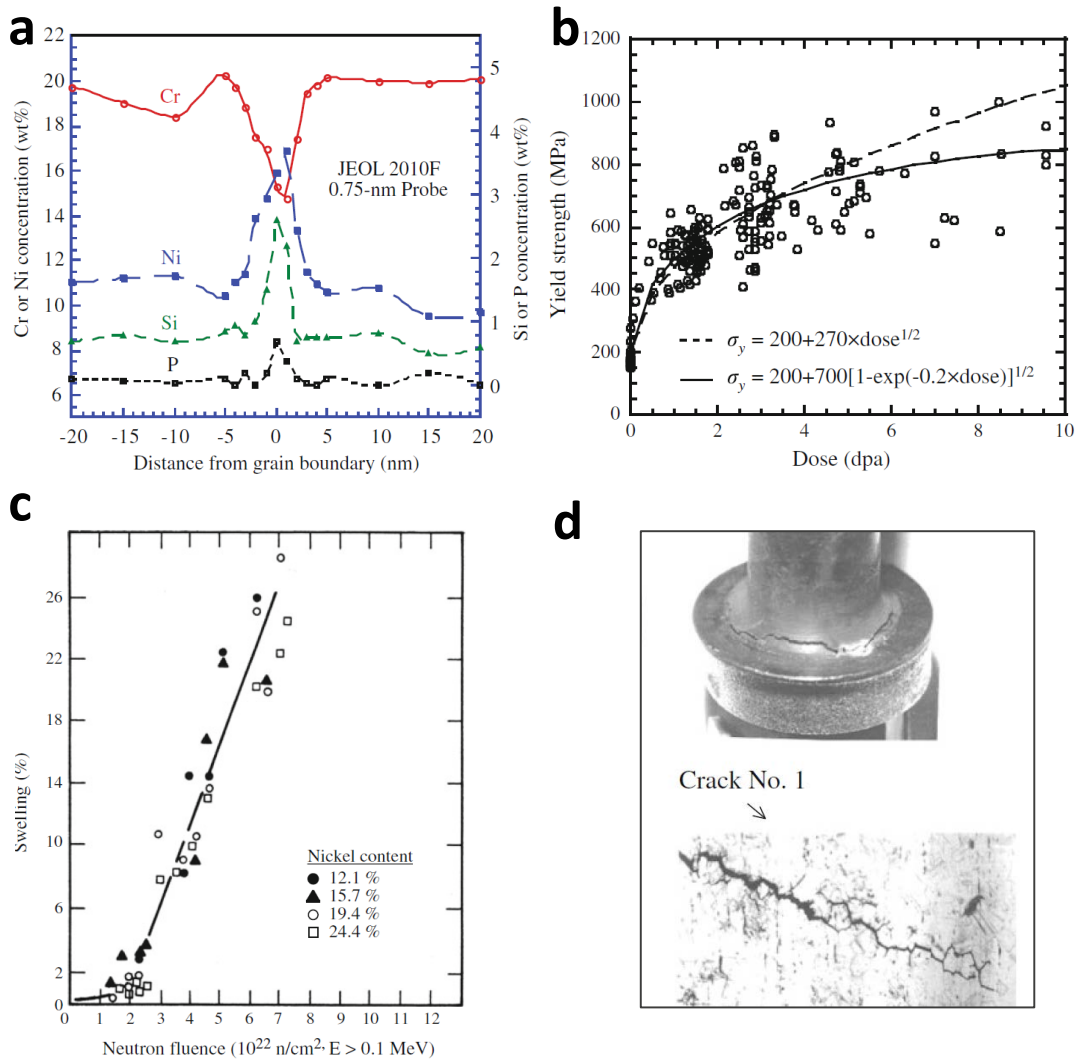 a
Cr or Ni concentration (wt%)
22
20
18
16
14
12
10
8
6
Cr
Ni
Si
P
JEOL 2010F
0.75-nm Probe
5
4
3
2
1
0
Si or P concentration (wt%)
-20 -15 -10 -5 0 5 10 15 20
Distance from grain boundary (nm)
b
Yield strength (MPa)
1200
1000
800
600
400
200
0
σy = 200+270×dose1/2
σy = 200+700[1-exp(-0.2×dose)]1/2
0 2 4 6 8 10
Dose (dpa)
c
Swelling (%)
26
22
18
14
10
6
2
0
Nickel content
12.1 %
15.7 %
19.4 %
24.4 %
0 1 2 3 4 5 6 7 8 9 10 11 12
Neutron fluence (1022 n/cm2, E > 0.1 MeV)
d
Crack No. 1